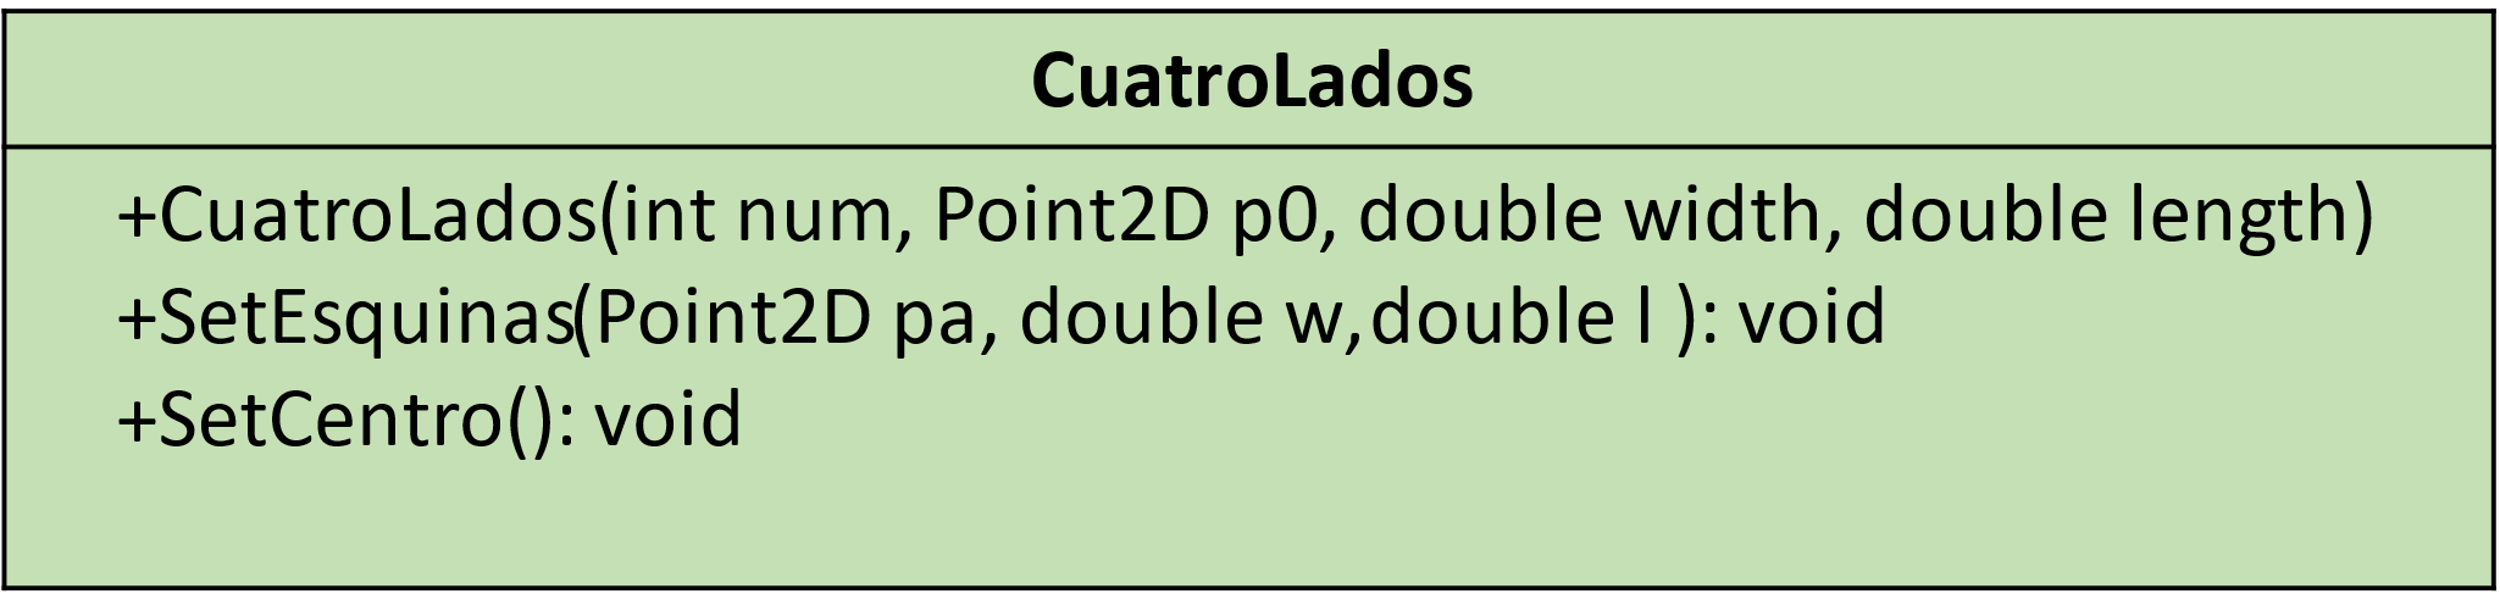 CuatroLados
+CuatroLados(int num, Point2D p0, double width, double length)
+SetEsquinas(Point2D pa, double w,double l ): void
+SetCentro(): void